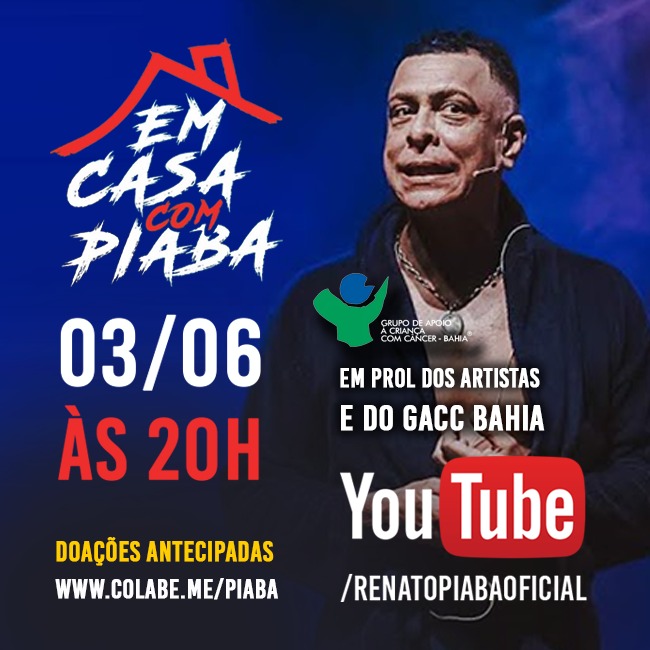 EM
CASA
COM
PIABA
03/06
ÀS 20H
DOAÇÕES ANTECIPADAS
WWW.COLABE.ME/PIABA
GRUPO DE APOIO
À CRIANÇA
COM CÂNCER - BAHIA
EM PROL DOS ARTISTAS
E DO GACC BAHIA
YouTube
/RENATOPIABAOFICIAL